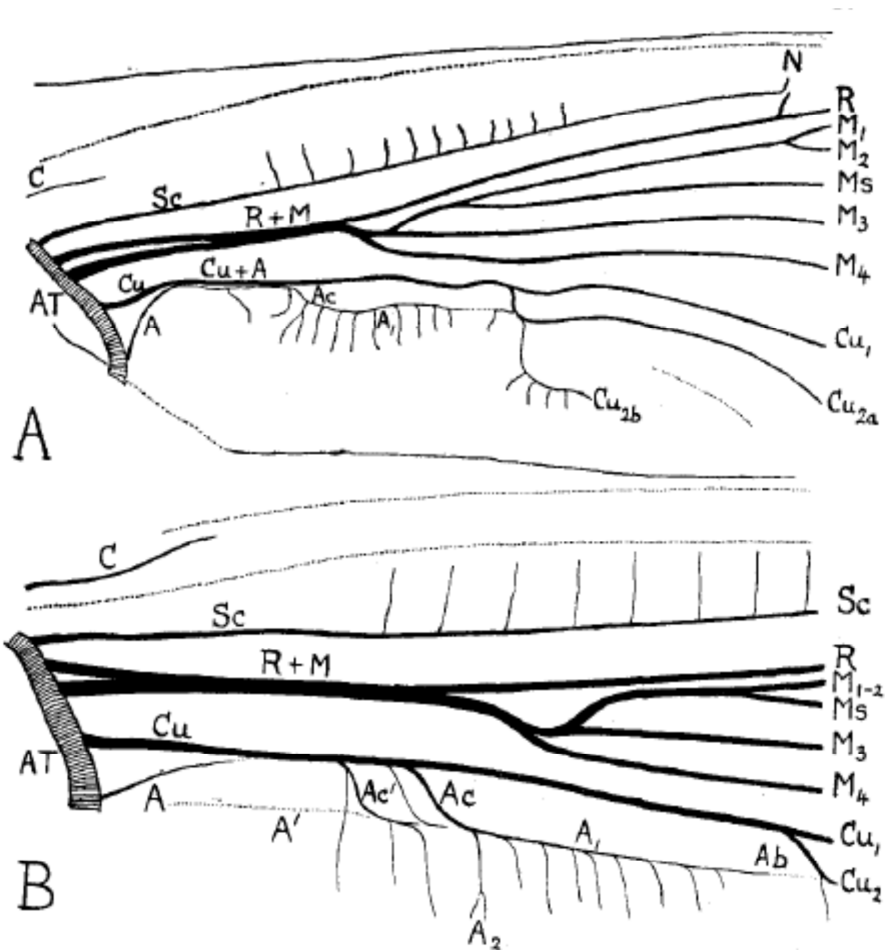 N
R
M₁
M₂
C
Sc
Ms
R + M
M₃
M₄
Cu
Cu + A
Ac
AT
A
A₁
Cu₁
Cu₂b
Cu₂a
A
C
Sc
Sc
R + M
R
M₁₋₂
Ms
Cu
M₃
AT
M₄
A
Ac'
Ac
A'
A₁
Cu₁
Ab
Cu₂
B
A₂